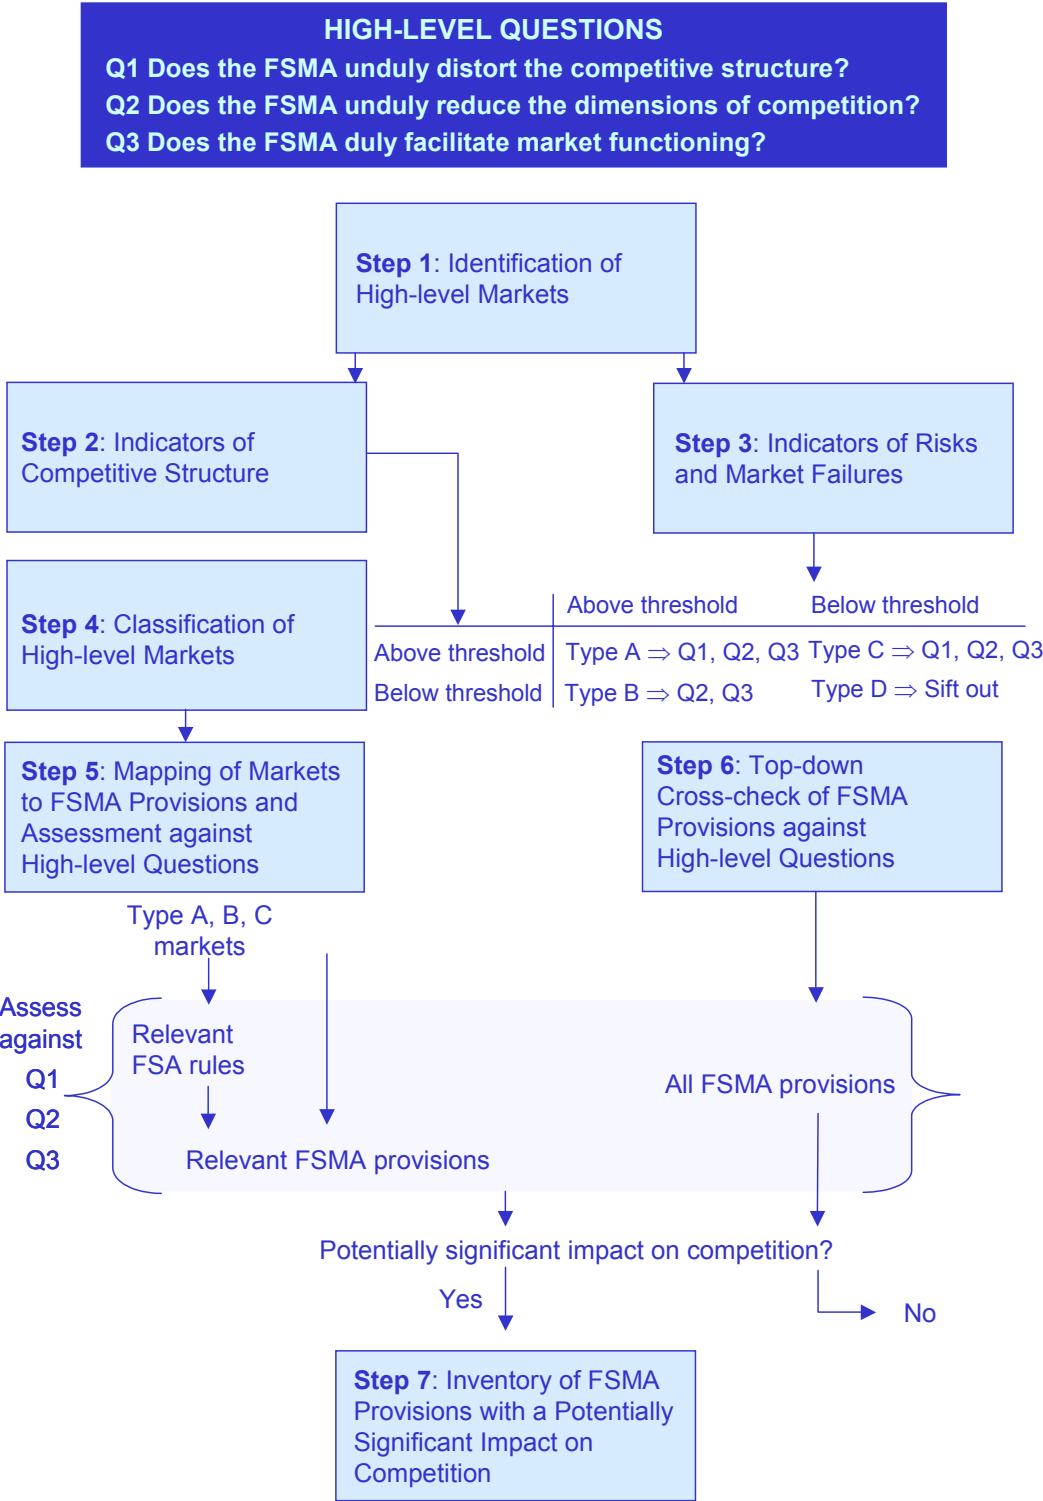 HIGH-LEVEL QUESTIONS
Q1 Does the FSMA unduly distort the competitive structure?
Q2 Does the FSMA unduly reduce the dimensions of competition?
Q3 Does the FSMA duly facilitate market functioning?
Step 1: Identification of
High-level Markets
Step 2: Indicators of
Competitive Structure
Step 3: Indicators of Risks
and Market Failures
Step 4: Classification of
High-level Markets
Above threshold Below threshold
Above threshold Type A ⇒ Q1, Q2, Q3 Type C ⇒ Q1, Q2, Q3
Below threshold Type B ⇒ Q2, Q3 Type D ⇒ Sift out
Step 5: Mapping of Markets
to FSMA Provisions and
Assessment against
High-level Questions
Step 6: Top-down
Cross-check of FSMA
Provisions against
High-level Questions
Type A, B, C
markets
Assess
against
Q1
Q2
Q3
Relevant
FSA rules
Relevant FSMA provisions
All FSMA provisions
Potentially significant impact on competition?
Yes
No
Step 7: Inventory of FSMA
Provisions with a Potentially
Significant Impact on
Competition